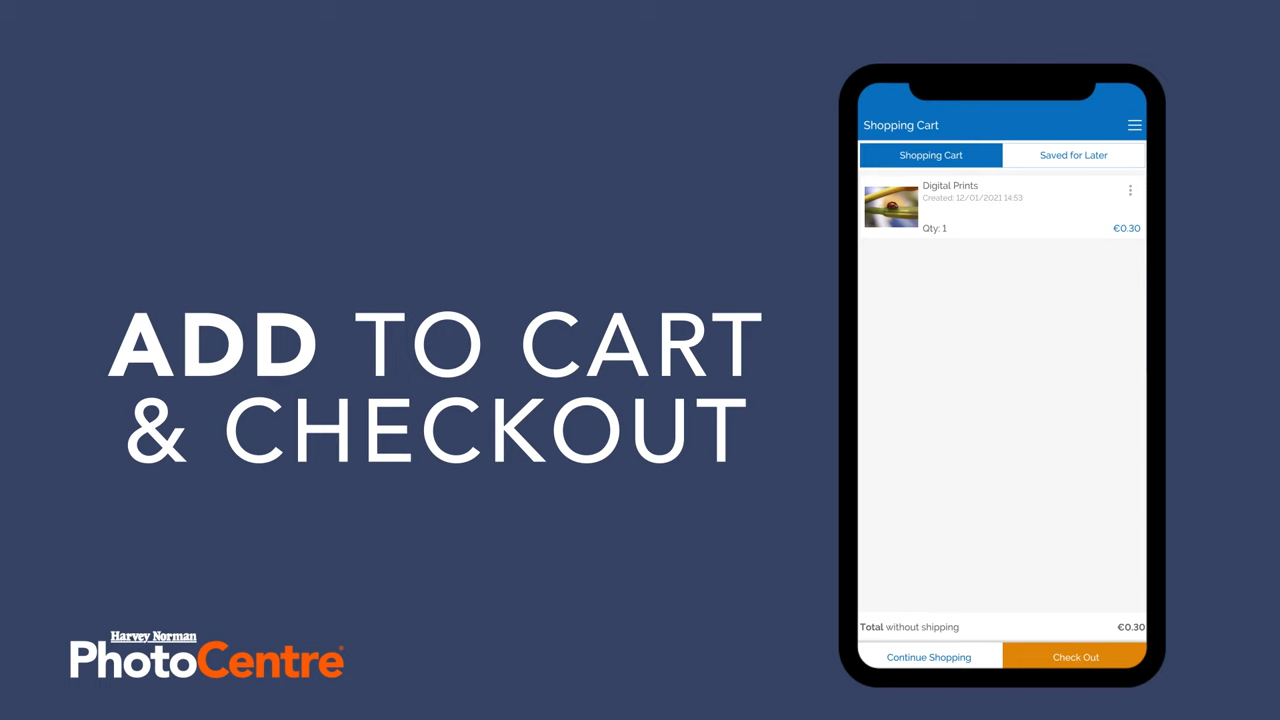 ADD TO CART
& CHECKOUT
Harvey Norman
PhotoCentre
Shopping Cart
Shopping Cart
Saved for Later
Digital Prints
Created: 12/01/2021 14:53
Qty: 1
€0.30
Total without shipping
€0.30
Continue Shopping
Check Out